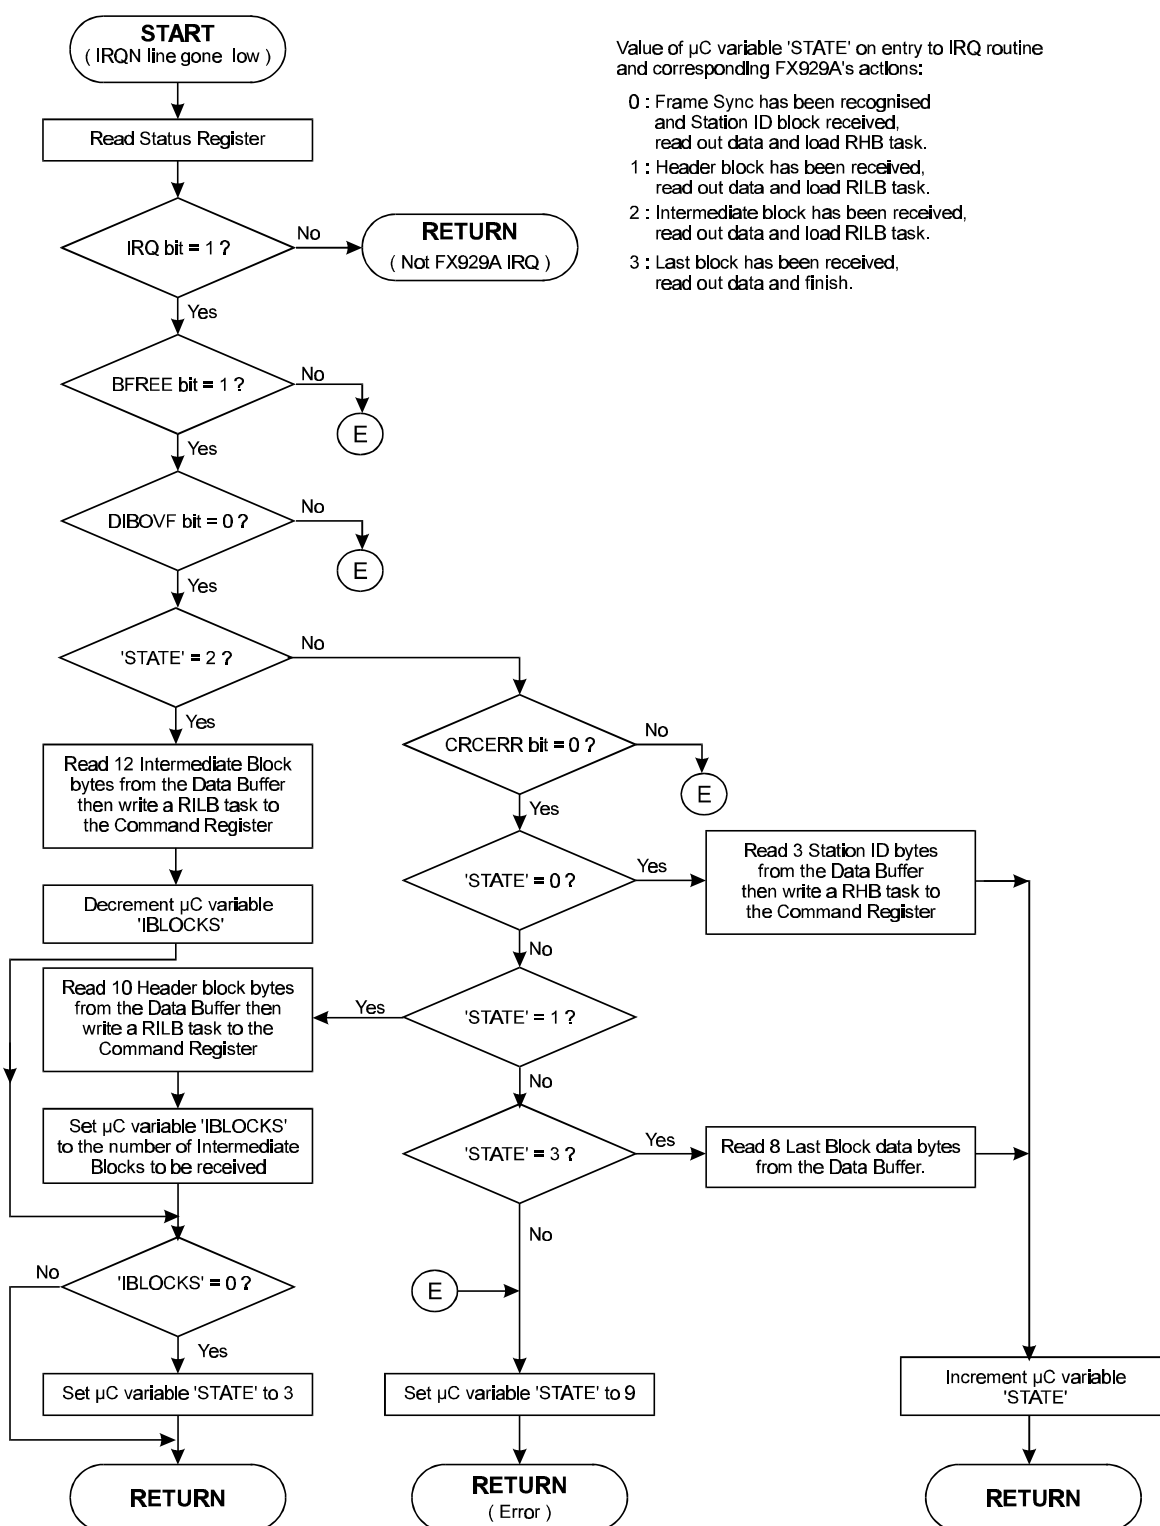 START
( IRQN line gone low )
Value of µC variable 'STATE' on entry to IRQ routine
and corresponding FX929A's actions:
0 : Frame Sync has been recognised
and Station ID block received,
read out data and load RHB task.
1 : Header block has been received,
read out data and load RILB task.
2 : Intermediate block has been received,
read out data and load RILB task.
3 : Last block has been received,
read out data and finish.
Read Status Register
IRQ bit = 1 ?
No
RETURN
( Not FX929A IRQ )
Yes
BFREE bit = 1 ?
No
E
Yes
DIBOVF bit = 0 ?
No
E
Yes
'STATE' = 2 ?
No
Yes
CRCERR bit = 0 ?
No
E
Yes
Read 12 Intermediate Block
bytes from the Data Buffer
then write a RILB task to
the Command Register
'STATE' = 0 ?
Yes
Read 3 Station ID bytes
from the Data Buffer
then write a RHB task to
the Command Register
Decrement µC variable
'IBLOCKS'
No
'STATE' = 1 ?
Yes
Read 10 Header block bytes
from the Data Buffer then
write a RILB task to the
Command Register
No
Set µC variable 'IBLOCKS'
to the number of Intermediate
Blocks to be received
'STATE' = 3 ?
Yes
Read 8 Last Block data bytes
from the Data Buffer.
No
'IBLOCKS' = 0 ?
No
E
Yes
Set µC variable 'STATE' to 3
Set µC variable 'STATE' to 9
Increment µC variable
'STATE'
RETURN
RETURN
( Error )
RETURN